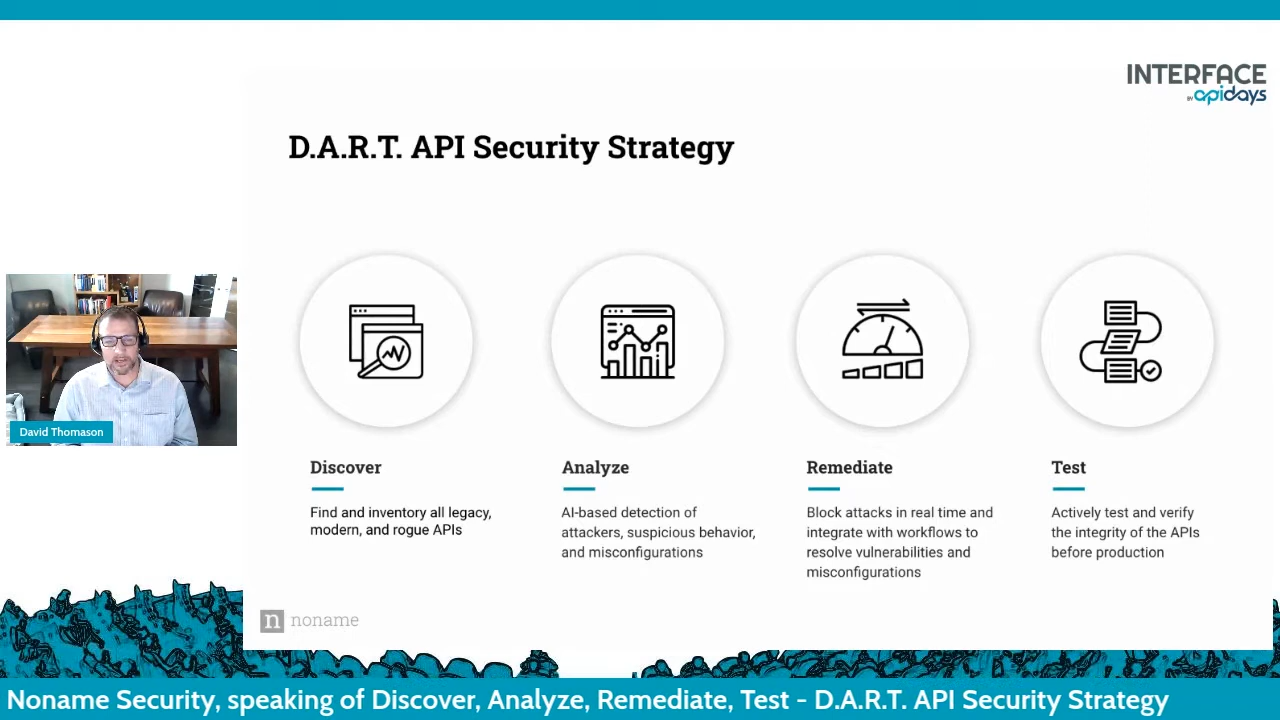 INTERFACE
BY apidays
D.A.R.T. API Security Strategy
David Thomason
Discover
Find and inventory all legacy,
modern, and rogue APIs
Analyze
AI-based detection of
attackers, suspicious behavior,
and misconfigurations
Remediate
Block attacks in real time and
integrate with workflows to
resolve vulnerabilities and
misconfigurations
Test
Actively test and verify
the integrity of the APIs
before production
n noname
Noname Security, speaking of Discover, Analyze, Remediate, Test - D.A.R.T. API Security Strategy